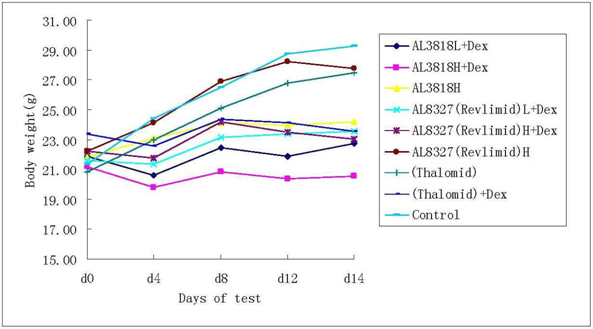 31.00
29.00
27.00
25.00
23.00
21.00
19.00
17.00
15.00
Body weight(g)
d0 d4 d8 d12 d14
Days of test
AL3818L+Dex
AL3818H+Dex
AL3818H
AL8327(Revlimid)L+Dex
AL8327(Revlimid)H+Dex
AL8327(Revlimid)H
(Thalomid)
(Thalomid)+Dex
Control